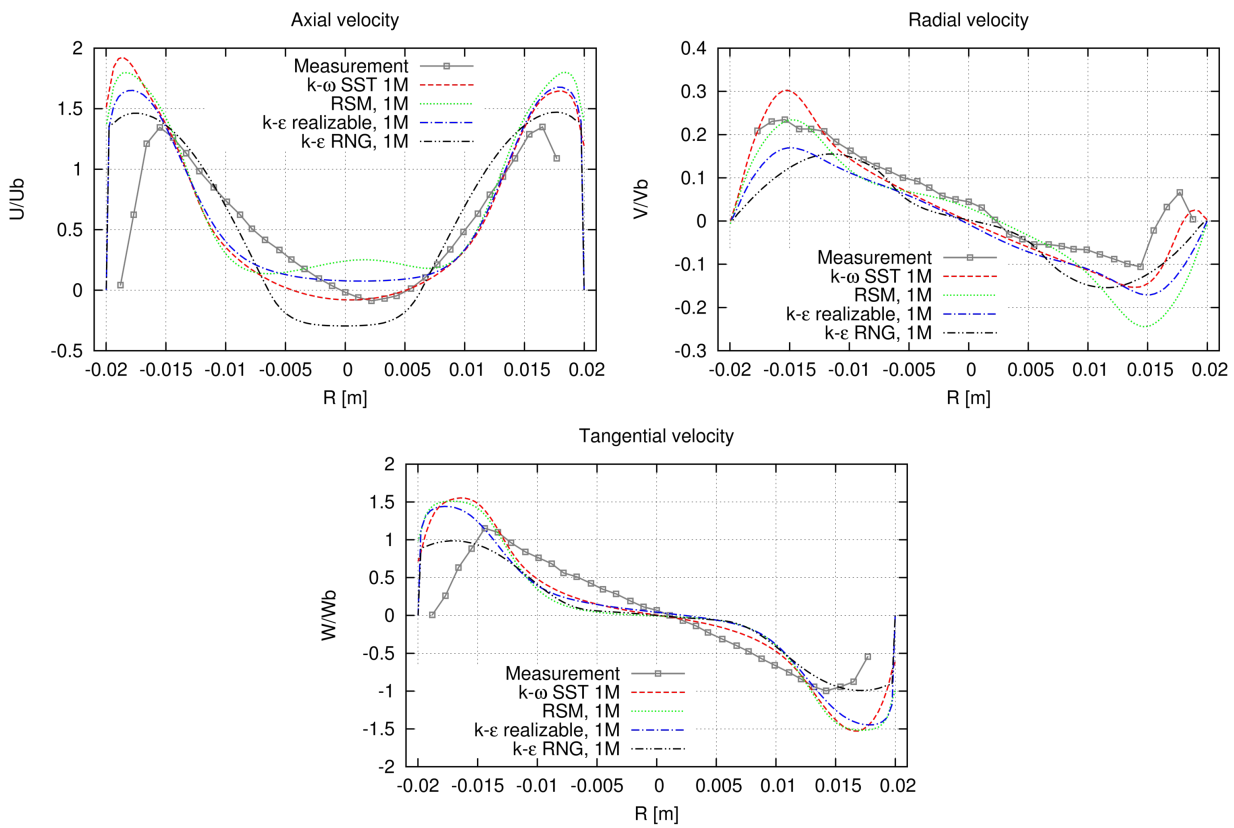 Axial velocity
U/Ub
2
1.5
1
0.5
0
-0.5
-0.02 -0.015 -0.01 -0.005 0 0.005 0.01 0.015 0.02
R [m]
Measurement
k-ω SST 1M
RSM, 1M
k-ε realizable, 1M
k-ε RNG, 1M
Radial velocity
V/Vb
0.4
0.3
0.2
0.1
0
-0.1
-0.2
-0.3
-0.02 -0.015 -0.01 -0.005 0 0.005 0.01 0.015 0.02
R [m]
Measurement
k-ω SST 1M
RSM, 1M
k-ε realizable, 1M
k-ε RNG, 1M
Tangential velocity
W/Wb
2
1.5
1
0.5
0
-0.5
-1
-1.5
-2
-0.02 -0.015 -0.01 -0.005 0 0.005 0.01 0.015 0.02
R [m]
Measurement
k-ω SST 1M
RSM, 1M
k-ε realizable, 1M
k-ε RNG, 1M